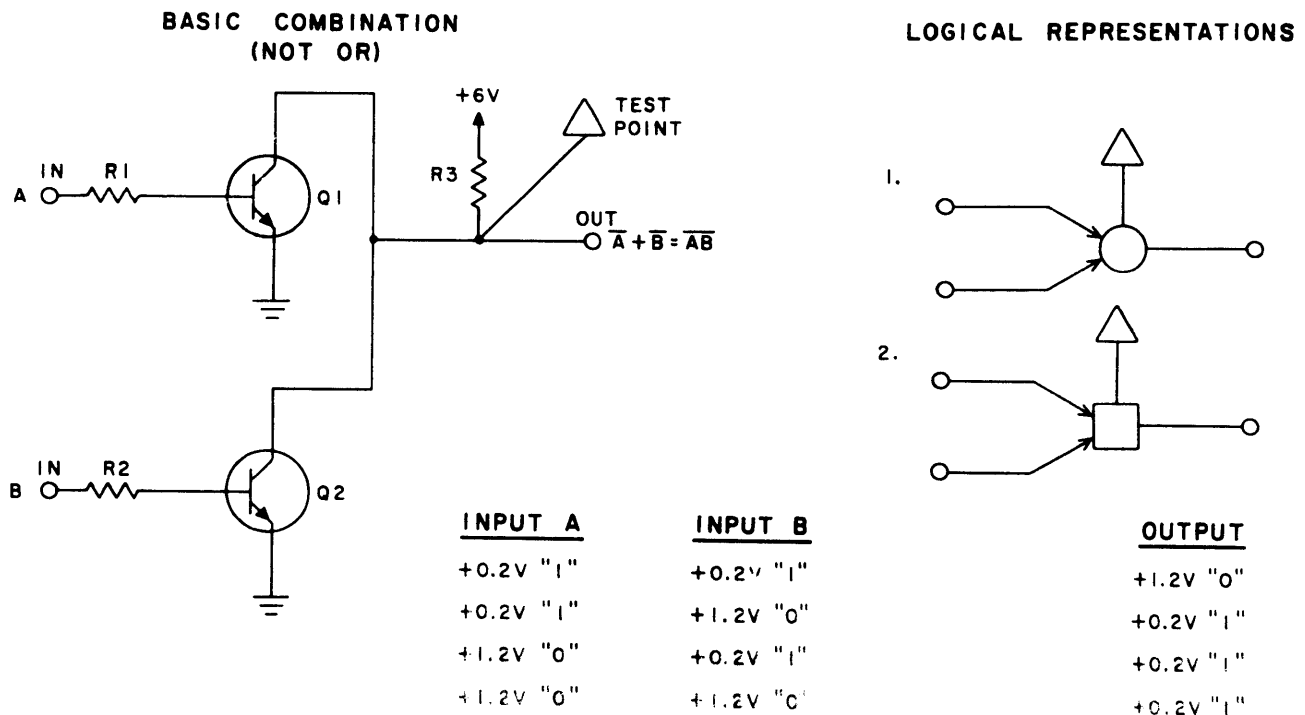 BASIC COMBINATION
(NOT OR)
LOGICAL REPRESENTATIONS
+6V
TEST
POINT
IN R1
A
Q1
R3
OUT
A̅ + B̅ = A̅B̅
1.
2.
IN R2
B
Q2
INPUT A INPUT B OUTPUT
+0.2V "1" +0.2V "1" +1.2V "0"
+0.2V "1" +1.2V "0" +0.2V "1"
+1.2V "0" +0.2V "1" +0.2V "1"
+1.2V "0" +1.2V "0" +0.2V "1"